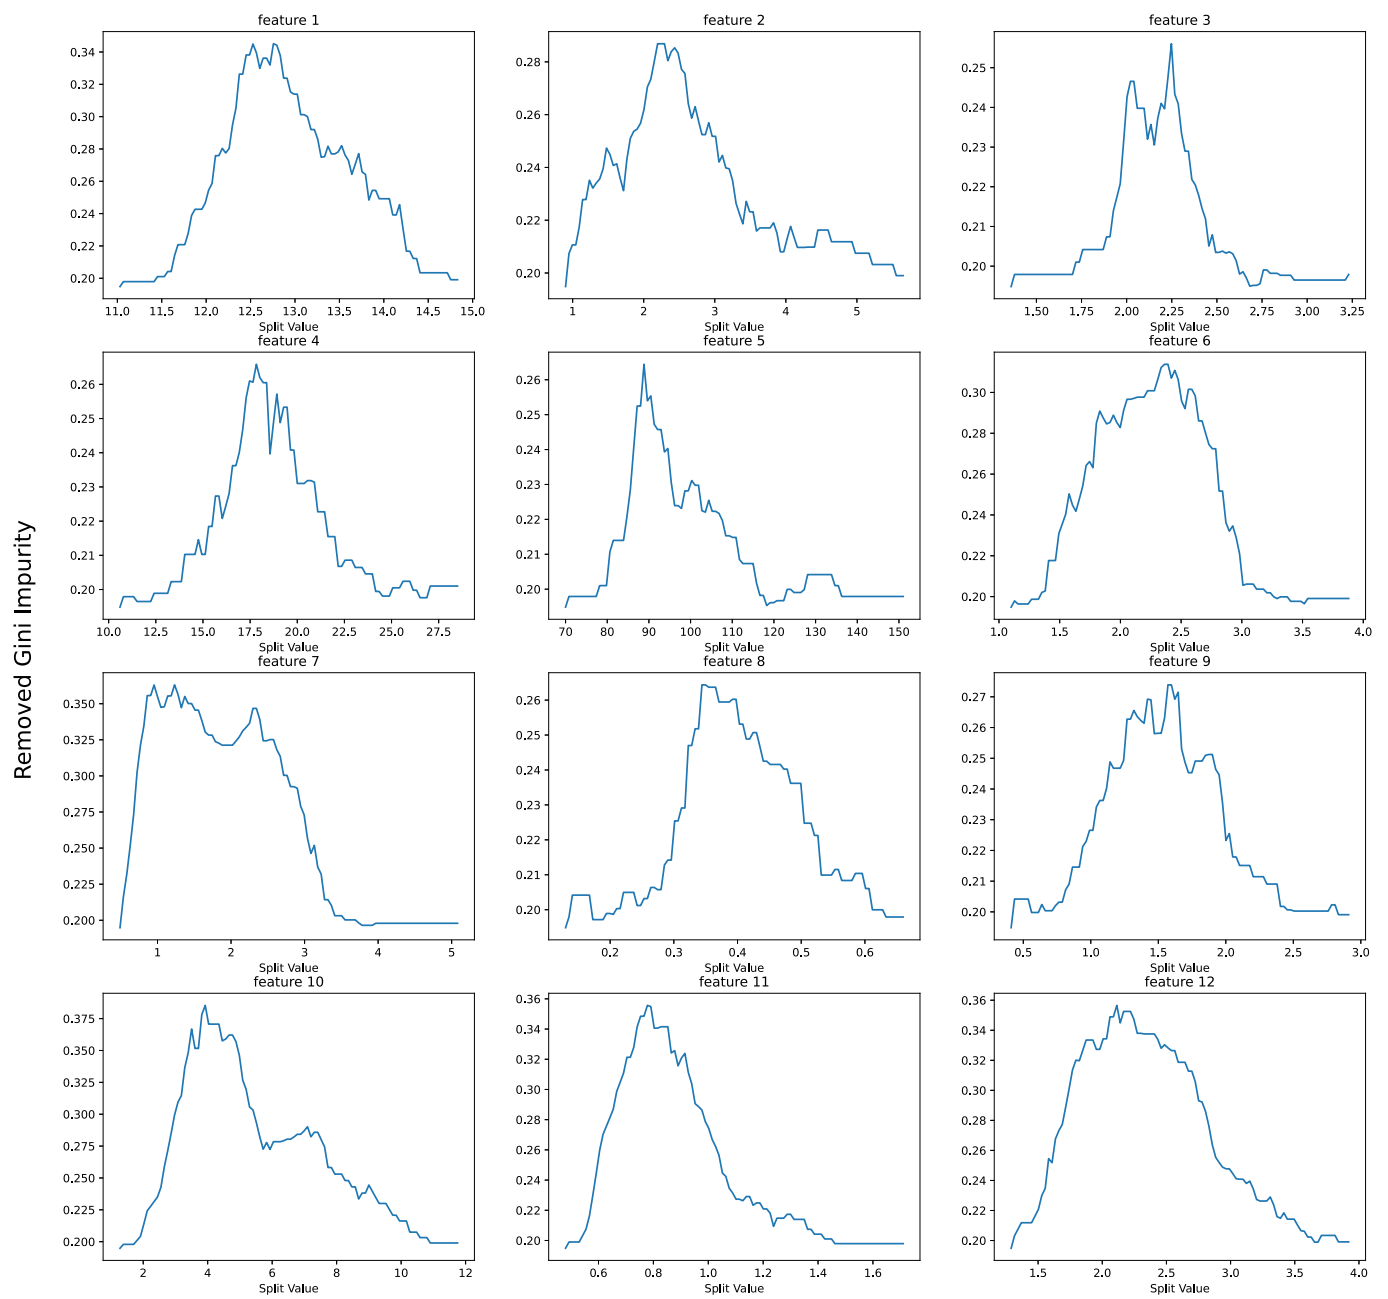 Removed Gini Impurity
feature 1
0.34
0.32
0.30
0.28
0.26
0.24
0.22
0.20
11.0 11.5 12.0 12.5 13.0 13.5 14.0 14.5 15.0
Split Value
feature 2
0.28
0.26
0.24
0.22
0.20
1 2 3 4 5
Split Value
feature 3
0.25
0.24
0.23
0.22
0.21
0.20
1.50 1.75 2.00 2.25 2.50 2.75 3.00 3.25
Split Value
feature 4
0.26
0.25
0.24
0.23
0.22
0.21
0.20
10.0 12.5 15.0 17.5 20.0 22.5 25.0 27.5
Split Value
feature 5
0.26
0.25
0.24
0.23
0.22
0.21
0.20
70 80 90 100 110 120 130 140 150
Split Value
feature 6
0.30
0.28
0.26
0.24
0.22
0.20
1.0 1.5 2.0 2.5 3.0 3.5 4.0
Split Value
feature 7
0.350
0.325
0.300
0.275
0.250
0.225
0.200
1 2 3 4 5
Split Value
feature 8
0.26
0.25
0.24
0.23
0.22
0.21
0.20
0.2 0.3 0.4 0.5 0.6
Split Value
feature 9
0.27
0.26
0.25
0.24
0.23
0.22
0.21
0.20
0.5 1.0 1.5 2.0 2.5 3.0
Split Value
feature 10
0.375
0.350
0.325
0.300
0.275
0.250
0.225
0.200
2 4 6 8 10 12
Split Value
feature 11
0.36
0.34
0.32
0.30
0.28
0.26
0.24
0.22
0.20
0.6 0.8 1.0 1.2 1.4 1.6
Split Value
feature 12
0.36
0.34
0.32
0.30
0.28
0.26
0.24
0.22
0.20
1.5 2.0 2.5 3.0 3.5 4.0
Split Value